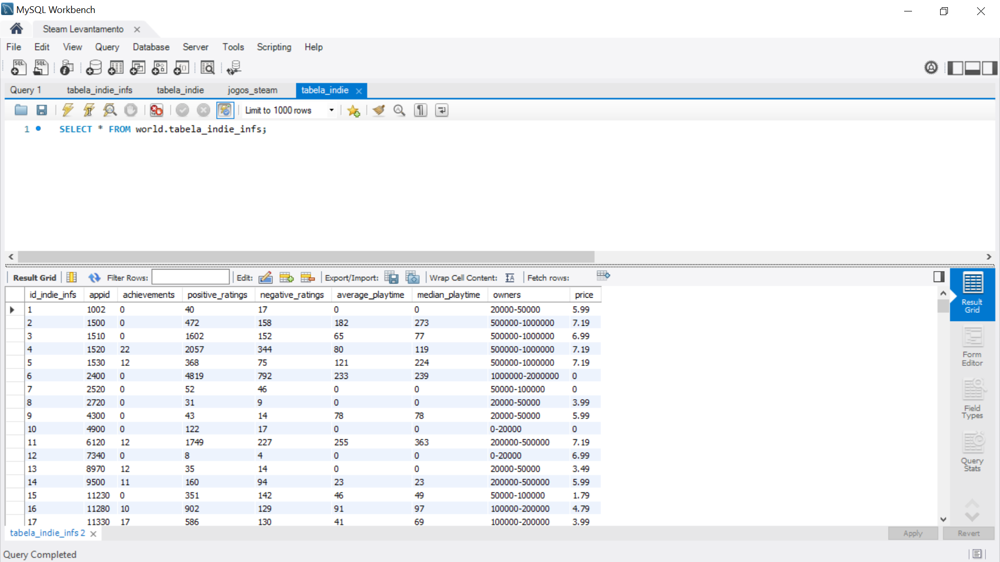 MySQL Workbench
Steam Levantamento
File Edit View Query Database Server Tools Scripting Help
SQL SQL
Query 1 tabela_indie_infs tabela_indie jogos_steam tabela_indie
Limit to 1000 rows
1 SELECT * FROM world.tabela_indie_infs;
Result Grid Filter Rows: Edit: Export/Import: Wrap Cell Content: Fetch rows:
id_indie_infs appid achievements positive_ratings negative_ratings average_playtime median_playtime owners price
1 1002 0 40 17 0 0 20000-50000 5.99
2 1500 0 472 158 182 273 500000-1000000 7.19
3 1510 0 1602 152 65 77 500000-1000000 6.99
4 1520 22 2057 344 80 119 500000-1000000 7.19
5 1530 12 368 75 121 224 500000-1000000 7.19
6 2400 0 4819 792 233 239 1000000-2000000 0
7 2520 0 52 46 0 0 50000-100000 0
8 2720 0 31 9 0 0 20000-50000 3.99
9 4300 0 43 14 78 78 20000-50000 5.99
10 4900 0 122 17 0 0 0-20000 0
11 6120 12 1749 227 255 363 200000-500000 7.19
12 7340 0 8 4 0 0 0-20000 6.99
13 8970 12 35 14 0 0 20000-50000 3.49
14 9500 11 160 94 23 23 200000-500000 5.99
15 11230 0 351 142 46 49 50000-100000 1.79
16 11280 10 902 129 91 97 100000-200000 4.79
17 11330 17 586 130 41 69 100000-200000 3.99
Result
Grid
Form
Editor
Field
Types
Query
Stats
tabela_indie_infs 2
Apply Revert
Query Completed